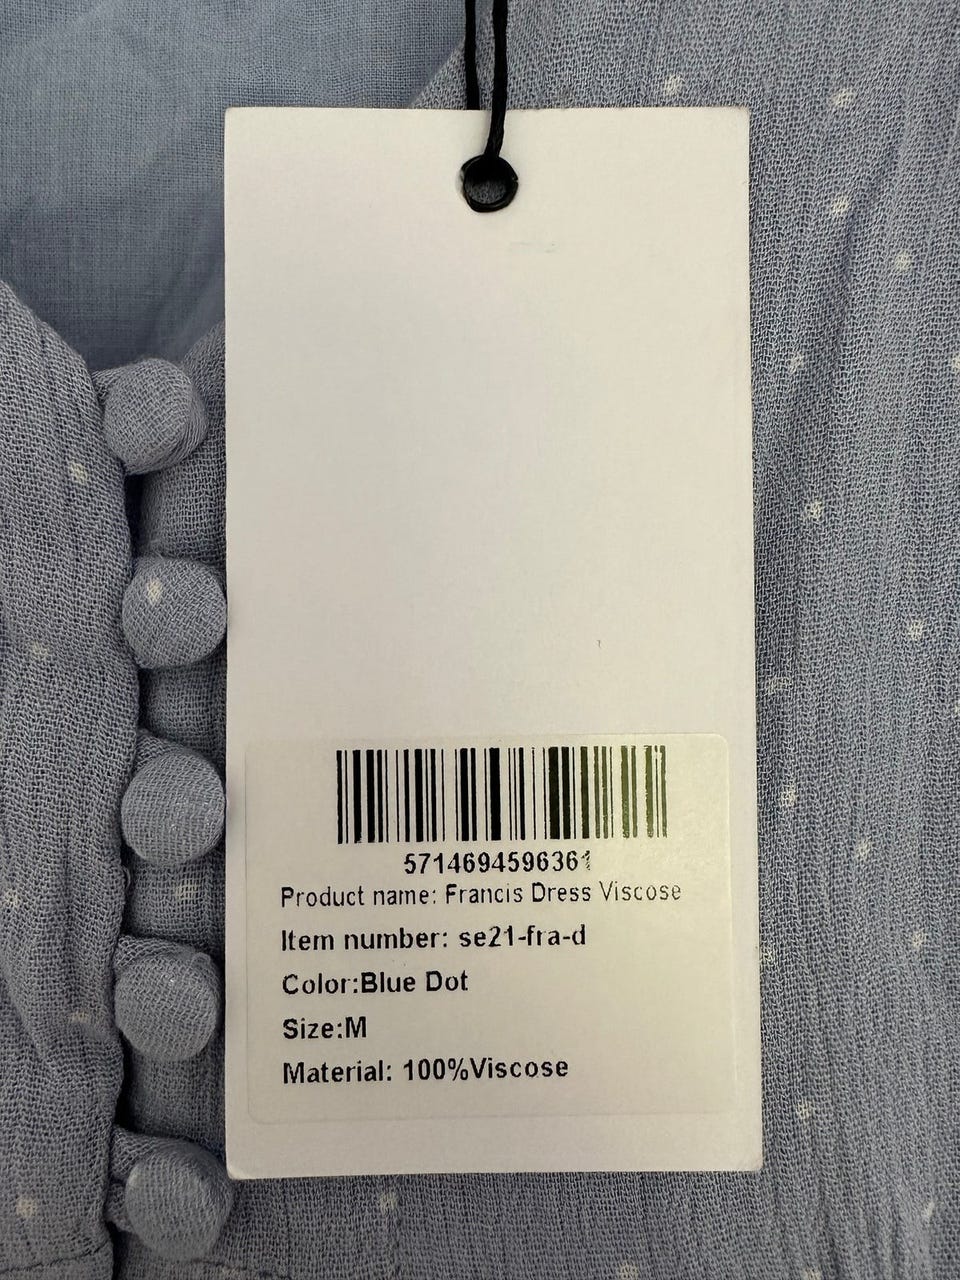 5714694596361
Product name: Francis Dress Viscose
Item number: se21-fra-d
Color:Blue Dot
Size:M
Material: 100%Viscose